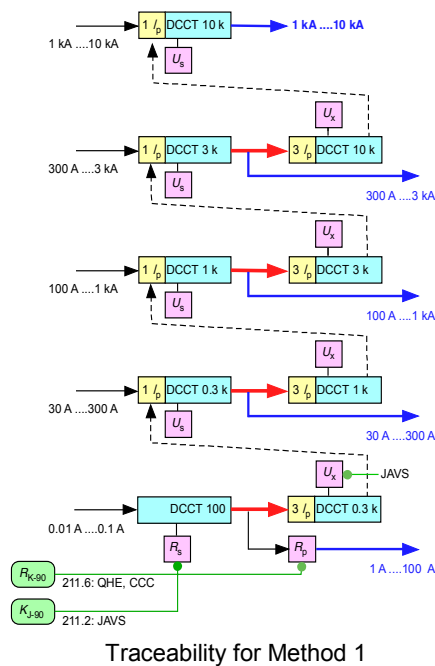 1 Ip DCCT 10 k
1 kA ....10 kA
1 kA ....10 kA
Us
Ux
1 Ip DCCT 3 k
3 Ip DCCT 10 k
300 A ....3 kA
Us
300 A ....3 kA
Ux
1 Ip DCCT 1 k
3 Ip DCCT 3 k
100 A ....1 kA
Us
100 A ....1 kA
Ux
1 Ip DCCT 0.3 k
3 Ip DCCT 1 k
30 A ....300 A
Us
30 A ....300 A
Ux
JAVS
DCCT 100
3 Ip DCCT 0.3 k
0.01 A ....0.1 A
Rs
Rp
1 A ....100 A
RK-90
211.6: QHE, CCC
KJ-90
211.2: JAVS
Traceability for Method 1